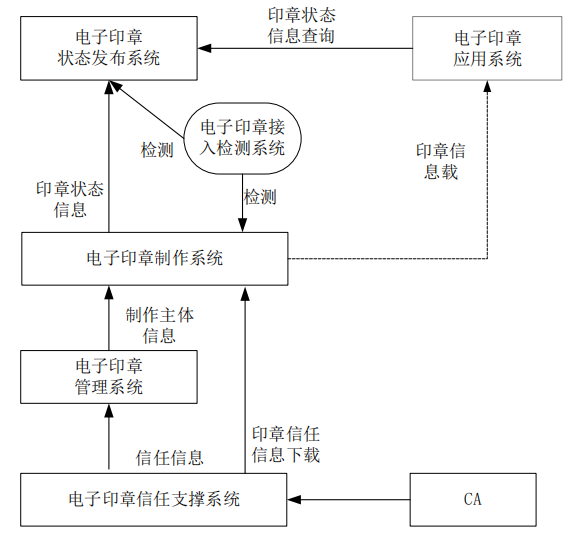 印章状态
信息查询
电子印章
状态发布系统
电子印章
应用系统
电子印章接
入检测系统
检测
印章信
息载
印章状态
信息
检测
电子印章制作系统
制作主体
信息
电子印章
管理系统
印章信任
信息下载
信任信息
电子印章信任支撑系统
CA